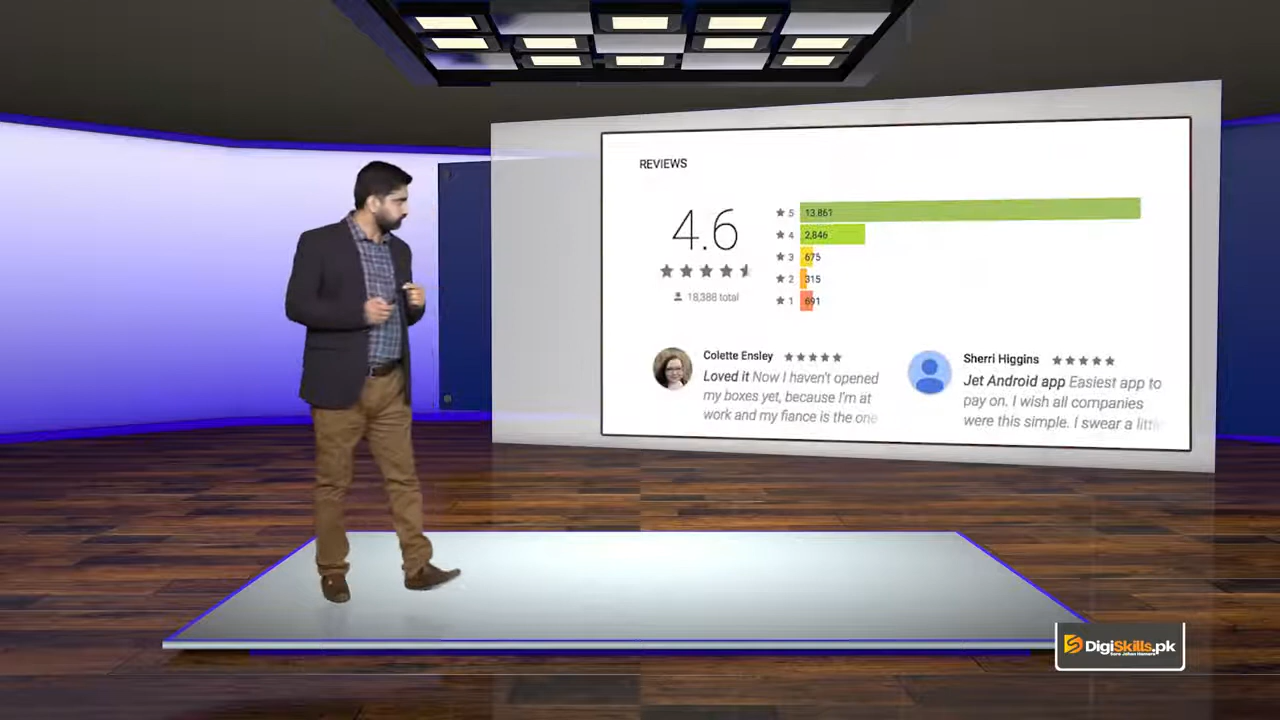 REVIEWS
4.6
18,388 total
5 13,861
4 2,846
3 675
2 315
1 691
Colette Ensley
Loved it Now I haven't opened
my boxes yet, because I'm at
work and my fiance is the one
Sherri Higgins
Jet Android app Easiest app to
pay on. I wish all companies
were this simple. I swear a
DigiSkills.pk